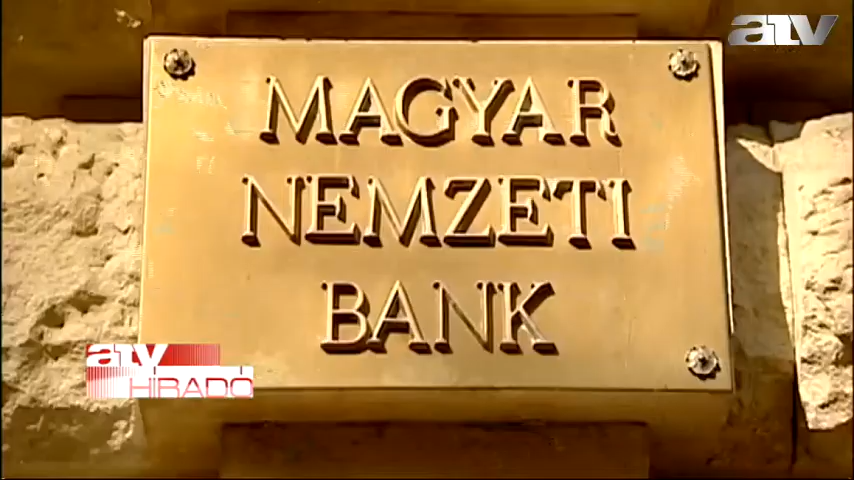 atv
MAGYAR
NEMZETI
BANK
atv
HÍRADÓ